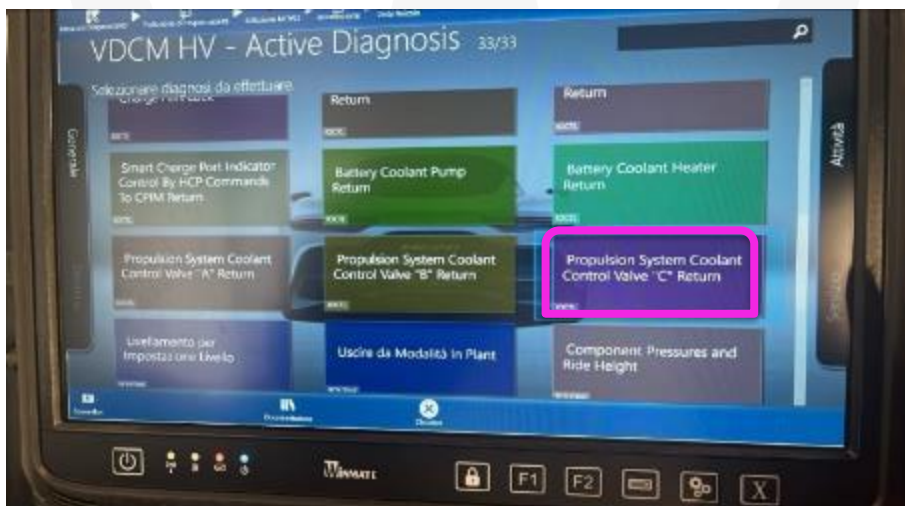 VDCM HV - Active Diagnosis 33/33
Selezionare diagnosi da effettuare
Generale
Attività
Return
Return
Smart Charge Port Indicator
Control By HCP Commands
To CPIM Return
Battery Coolant Pump
Return
Battery Coolant Heater
Return
Propulsion System Coolant
Control Valve "A" Return
Propulsion System Coolant
Control Valve "B" Return
Propulsion System Coolant
Control Valve "C" Return
Livellamento per
Impostazione Livello
Uscire da Modalità In Plant
Component Pressures and
Ride Height
WINMATE
F1
F2
X